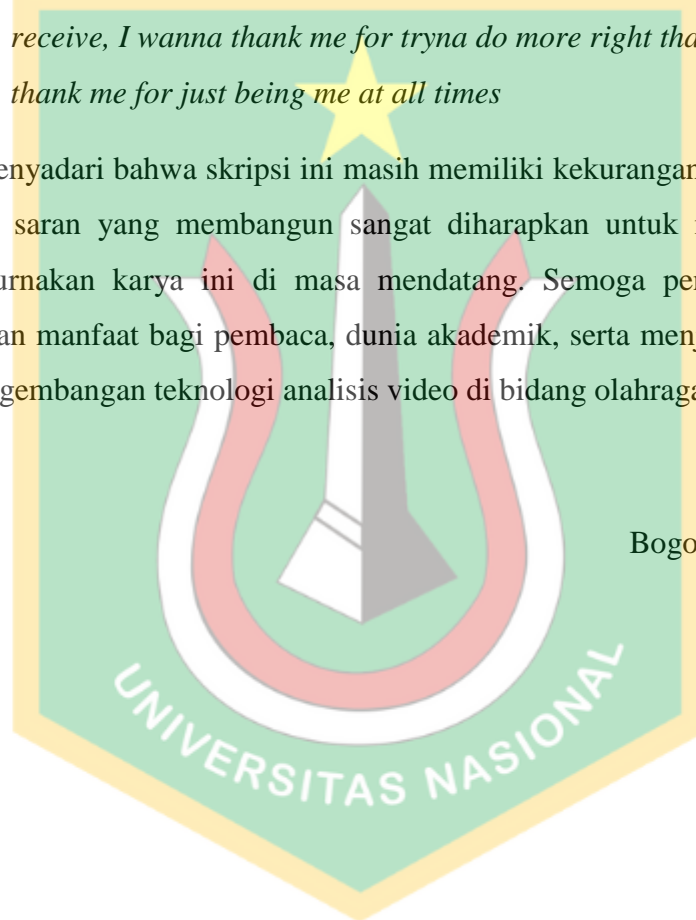 receive, I wanna thank me for tryna do more right tha
thank me for just being me at all times
enyadari bahwa skripsi ini masih memiliki kekurangan
saran yang membangun sangat diharapkan untuk
urnakan karya ini di masa mendatang. Semoga per
an manfaat bagi pembaca, dunia akademik, serta menj
gembangan teknologi analisis video di bidang olahraga
Bogo
UNIVERSITAS NASIONAL